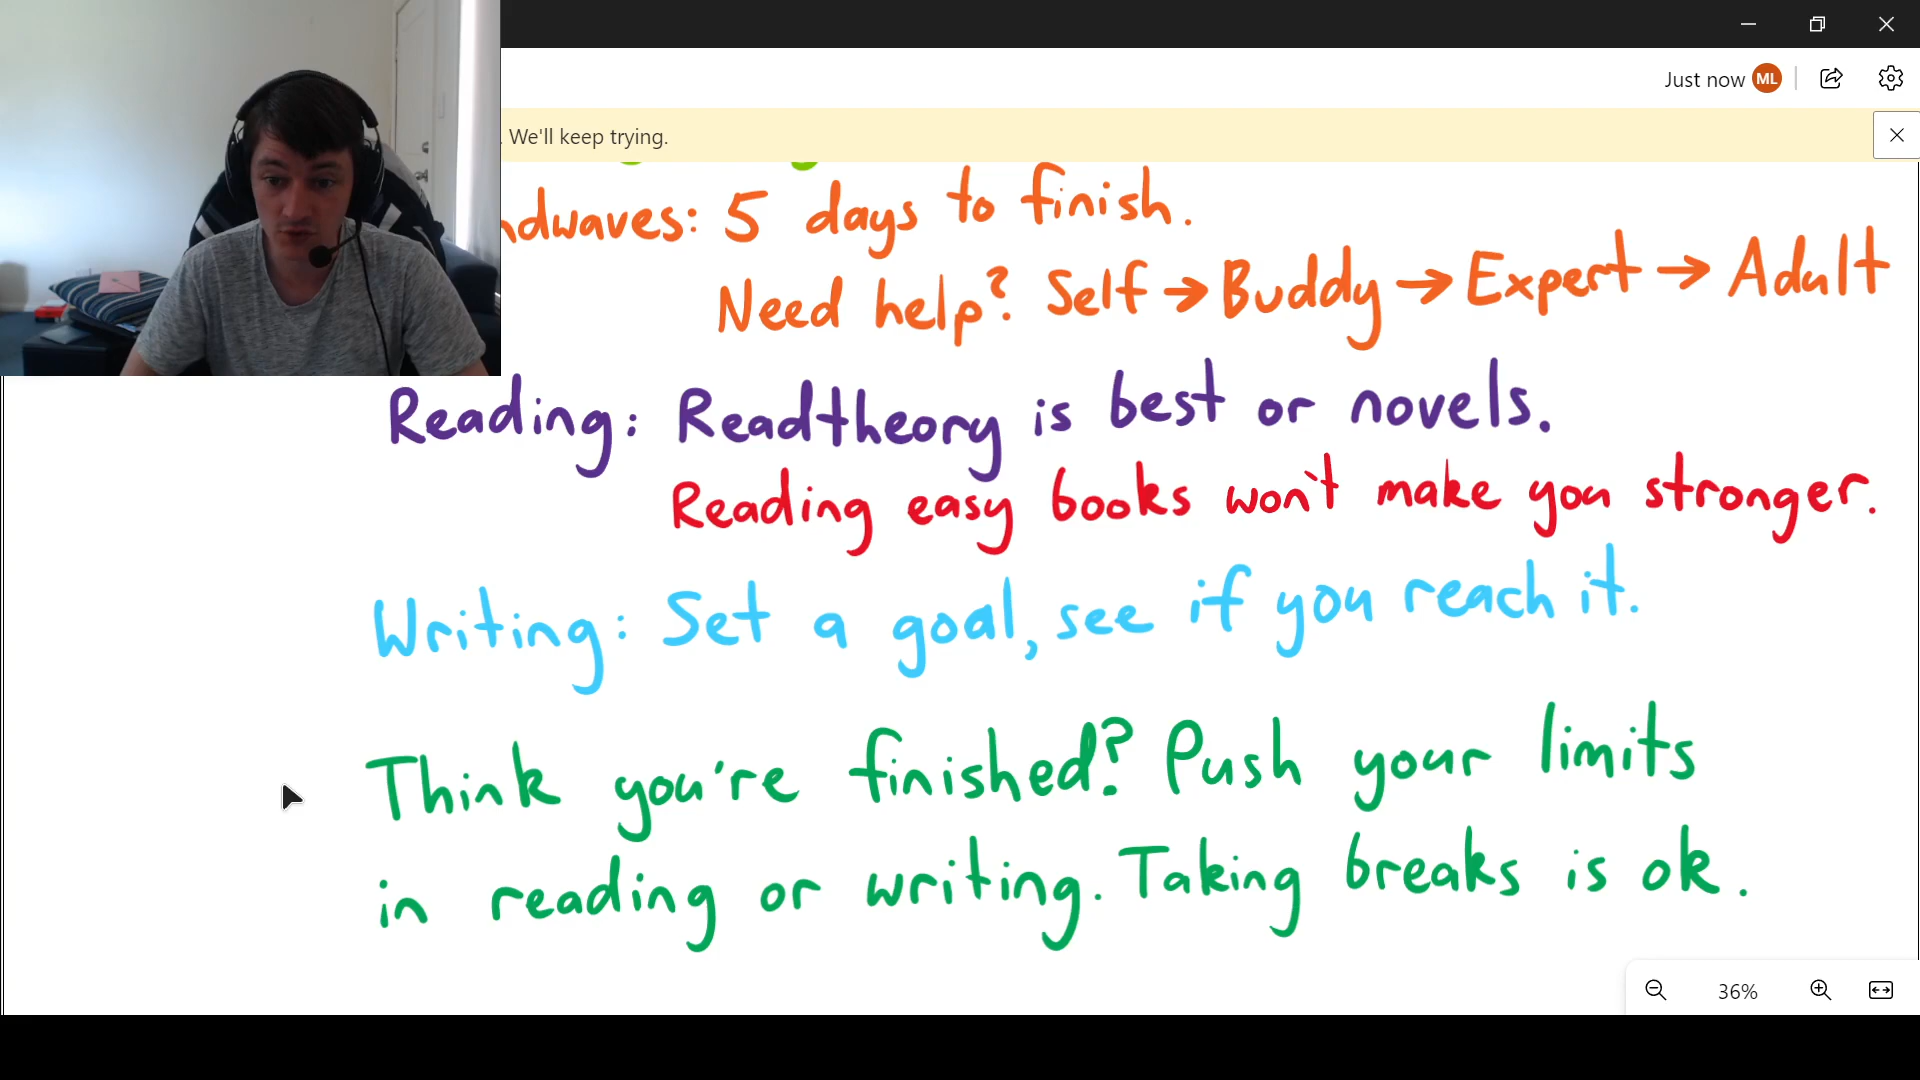 Just now ML
. We'll keep trying.
ndwaves: 5 days to finish.
Need help? Self → Buddy → Expert → Adult
Reading: Readtheory is best or novels.
Reading easy books won't make you stronger.
Writing: Set a goal, see if you reach it.
Think you're finished? Push your limits
in reading or writing. Taking breaks is ok.
36%